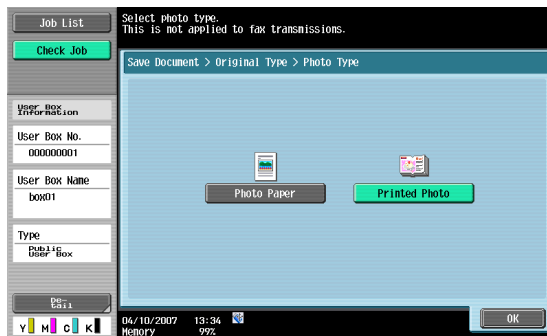 Job List
Check Job
Select photo type.
This is not applied to fax transmissions.
Save Document > Original Type > Photo Type
User Box
Information
User Box No.
000000001
User Box Name
box01
Type
Public
User Box
Photo Paper
Printed Photo
De-
tail
Y M C K
04/10/2007 13:34
Memory 99%
OK